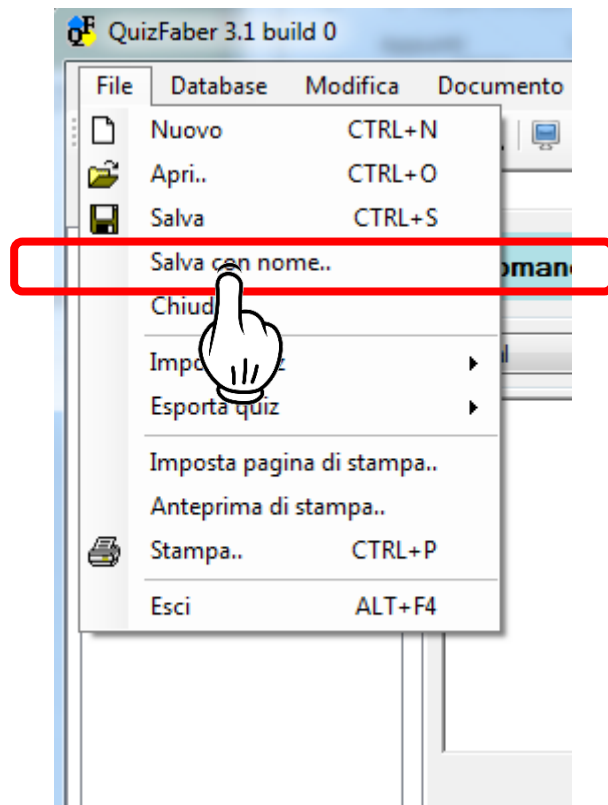 QuizFaber 3.1 build 0
File Database Modifica Documento
Nuovo CTRL+N
Apri.. CTRL+O
Salva CTRL+S
Salva con nome..
Esporta quiz
Imposta pagina di stampa..
Anteprima di stampa..
Stampa.. CTRL+P
Esci ALT+F4